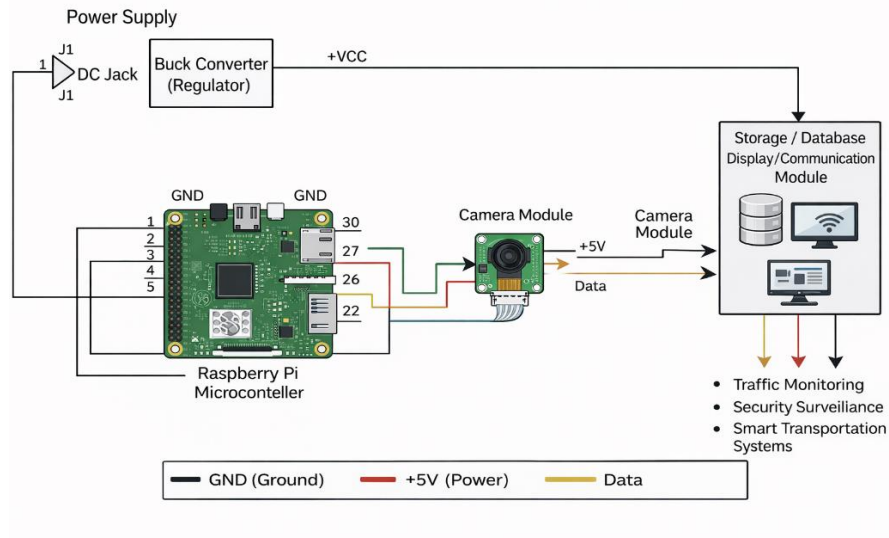 Power Supply
J1
1
DC Jack
J1
Buck Converter
(Regulator)
+VCC
Storage / Database
Display/Communication
Module
GND
GND
1
2
3
4
5
30
27
26
22
Raspberry Pi
Microconteller
Camera Module
+5V
Data
Camera
Module
• Traffic Monitoring
• Security Surveiliance
• Smart Transportation
Systems
GND (Ground)
+5V (Power)
Data